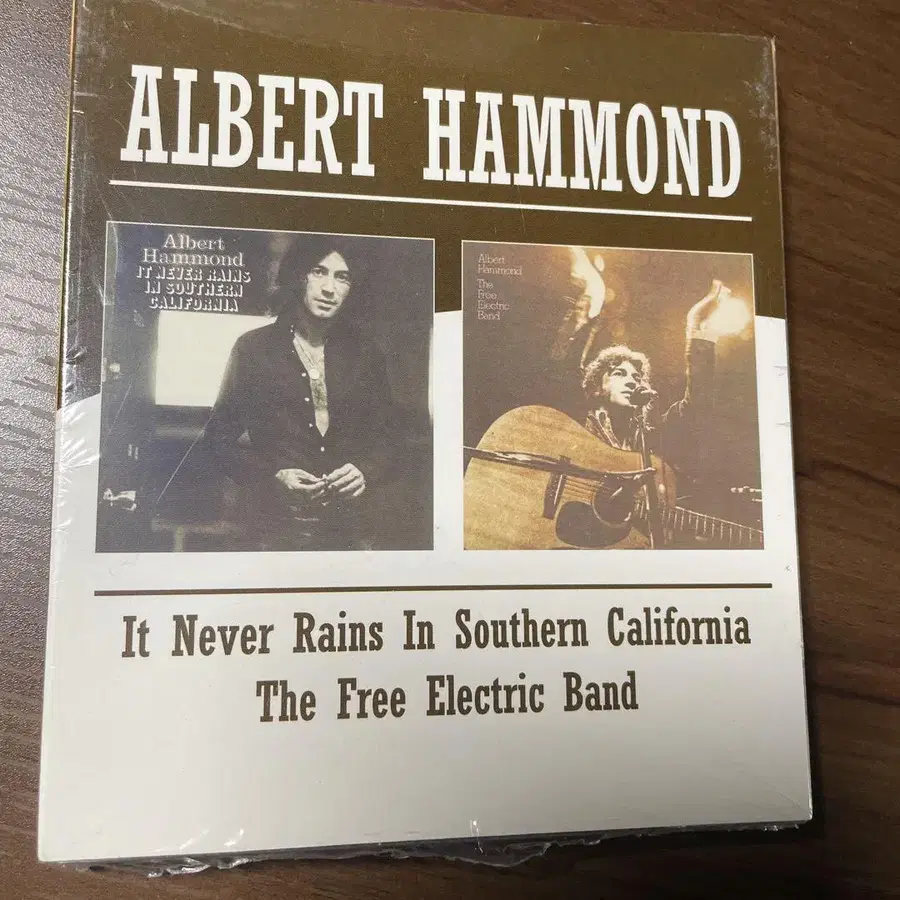 ALBERT HAMMOND
Albert
Hammond
IT NEVER RAINS
IN SOUTHERN
CALIFORNIA
Albert
Hammond
The
Free
Electric
Band
It Never Rains In Southern California
The Free Electric Band